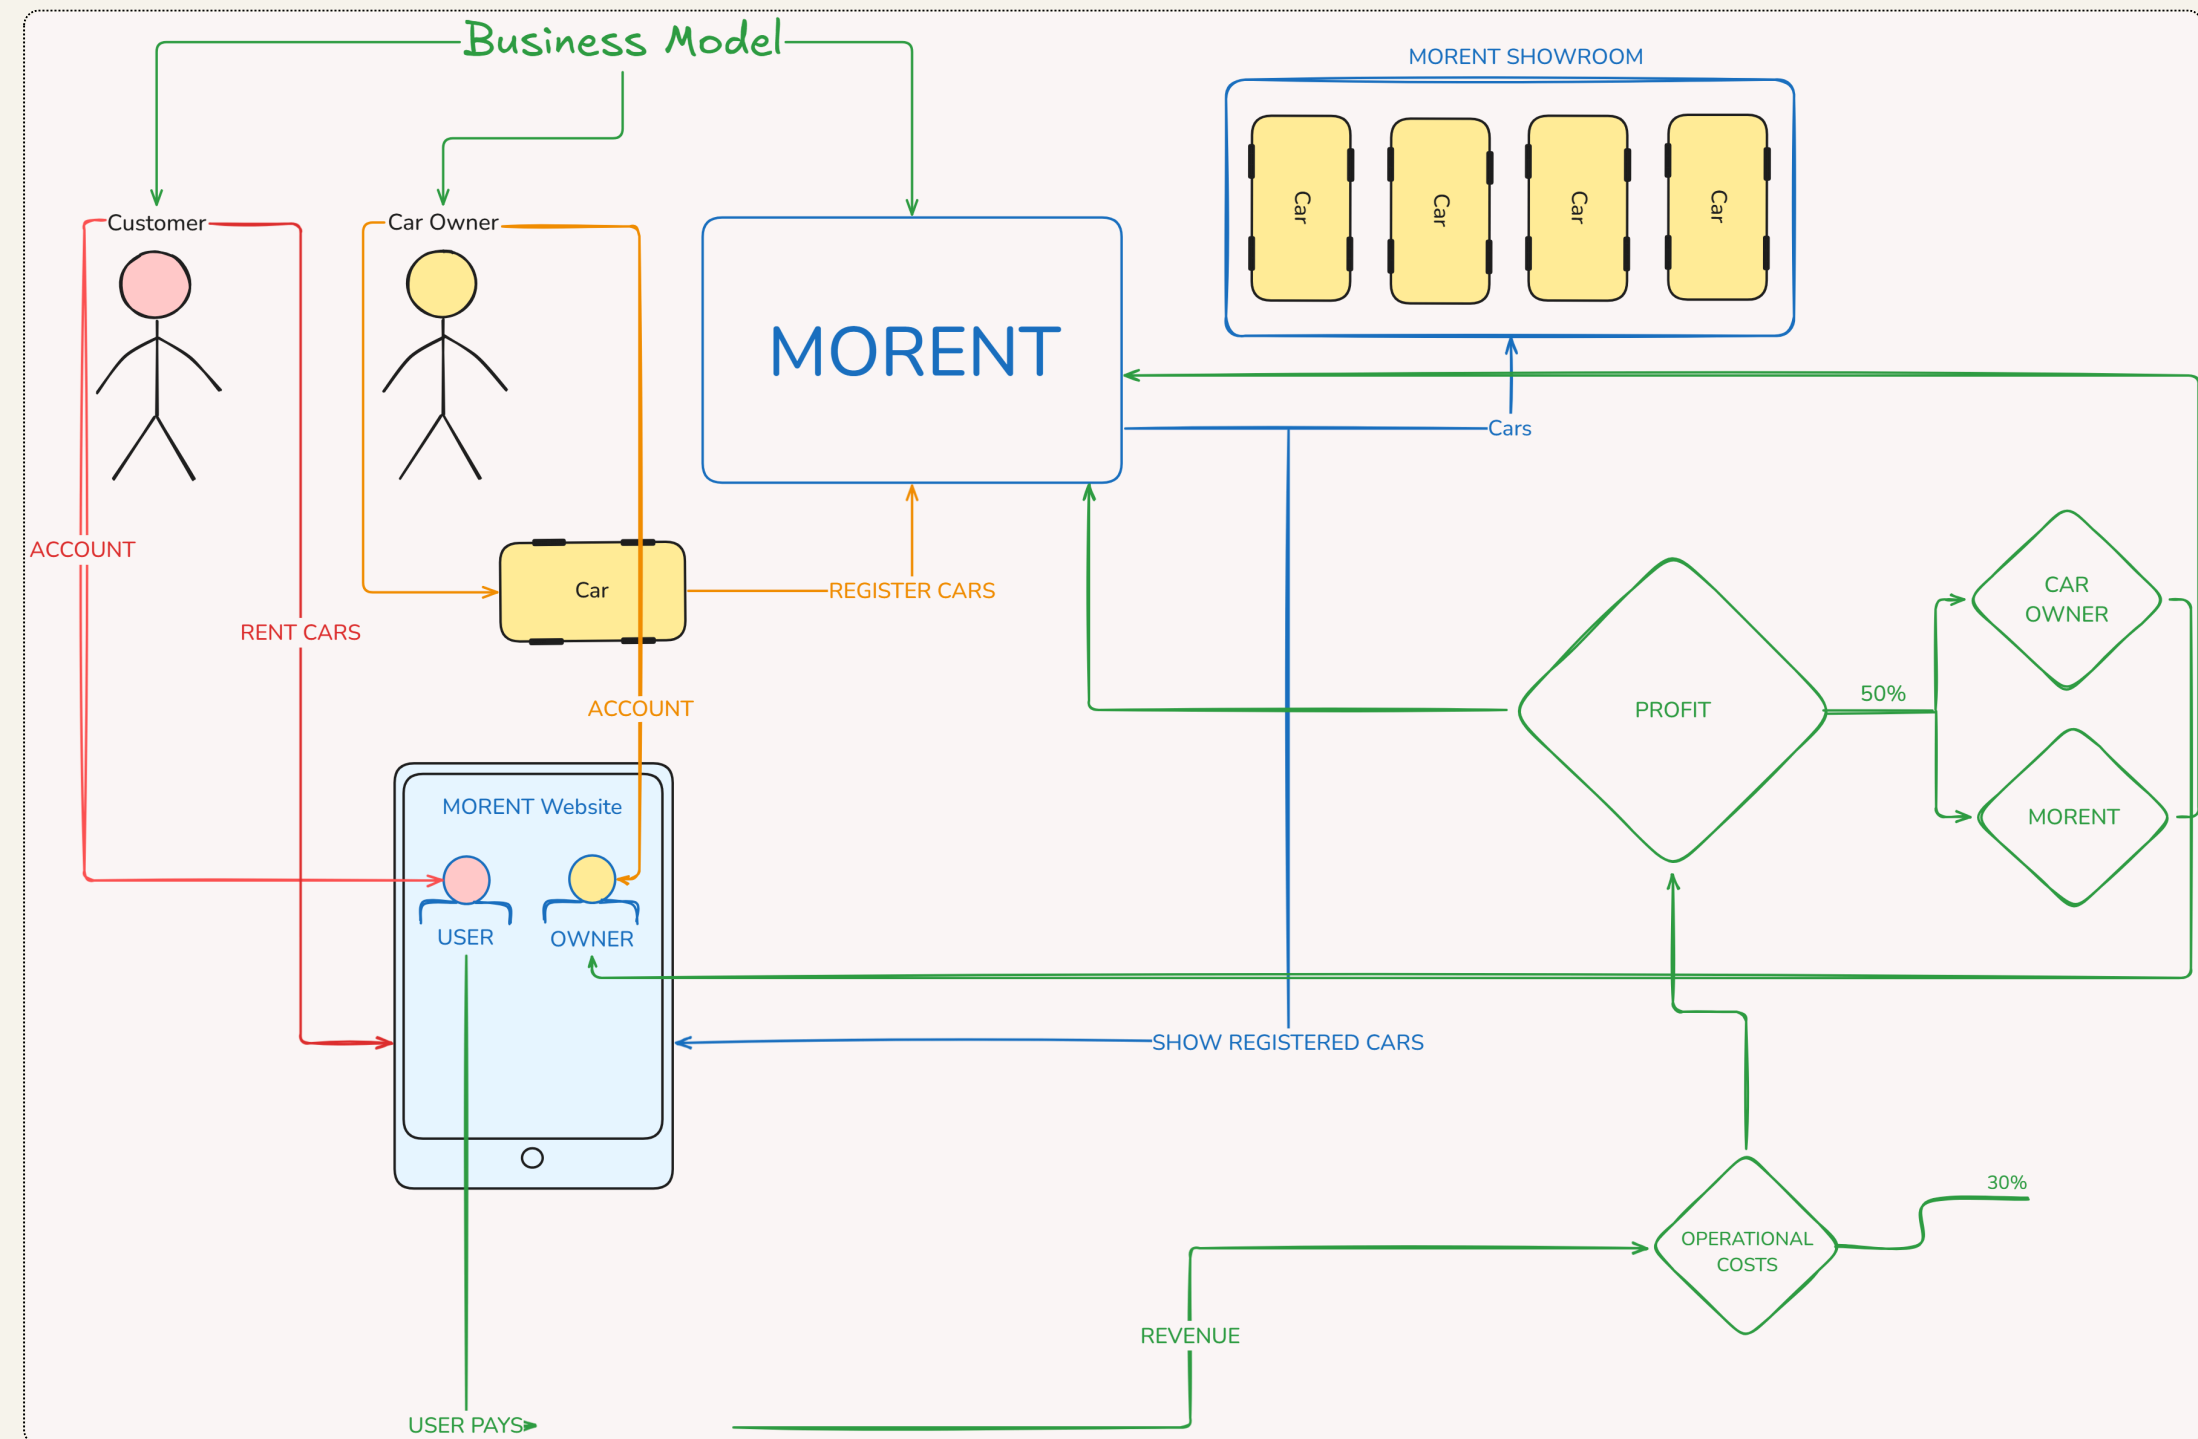 Business Model
MORENT SHOWROOM
Car
Car
Car
Car
Customer
Car Owner
MORENT
Cars
ACCOUNT
Car
REGISTER CARS
RENT CARS
CAR
OWNER
50%
PROFIT
ACCOUNT
MORENT
MORENT Website
USER
OWNER
SHOW REGISTERED CARS
30%
OPERATIONAL
COSTS
REVENUE
USER PAYS